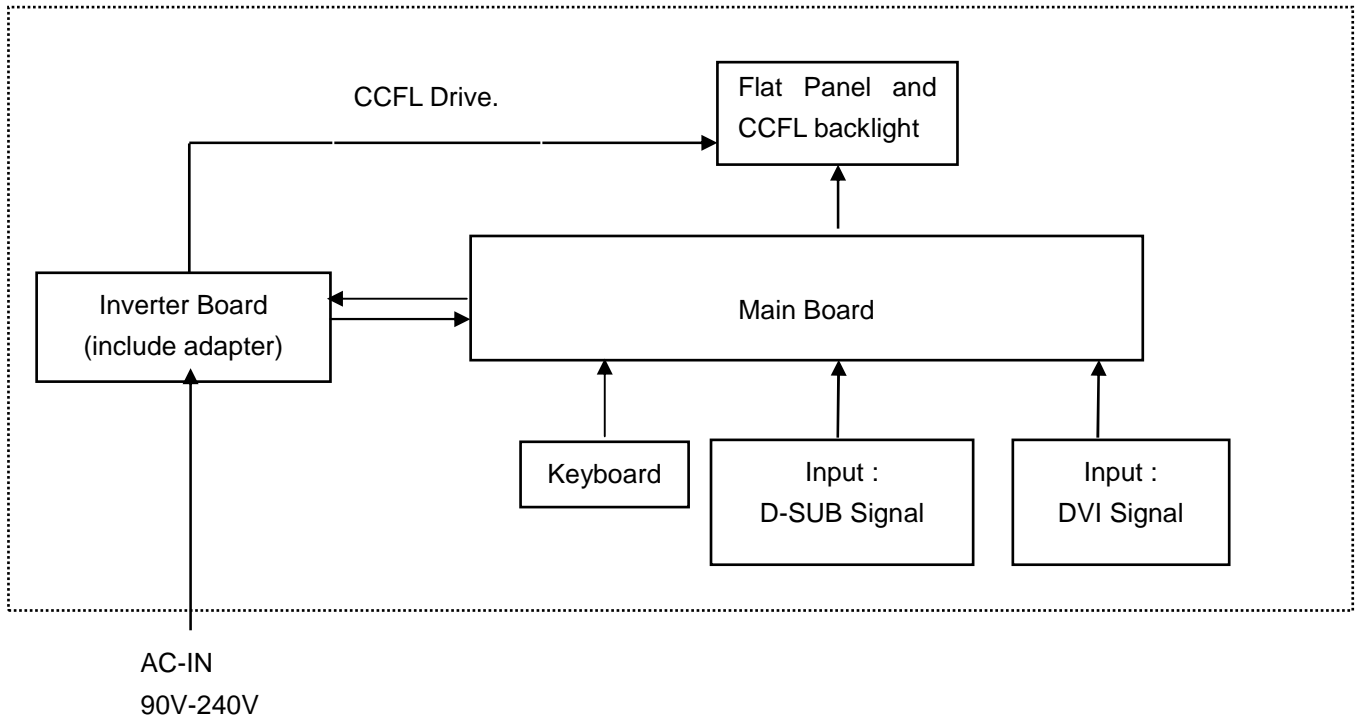 CCFL Drive.
Flat Panel and
CCFL backlight
Inverter Board
(include adapter)
Main Board
Keyboard
Input :
D-SUB Signal
Input :
DVI Signal
AC-IN
90V-240V